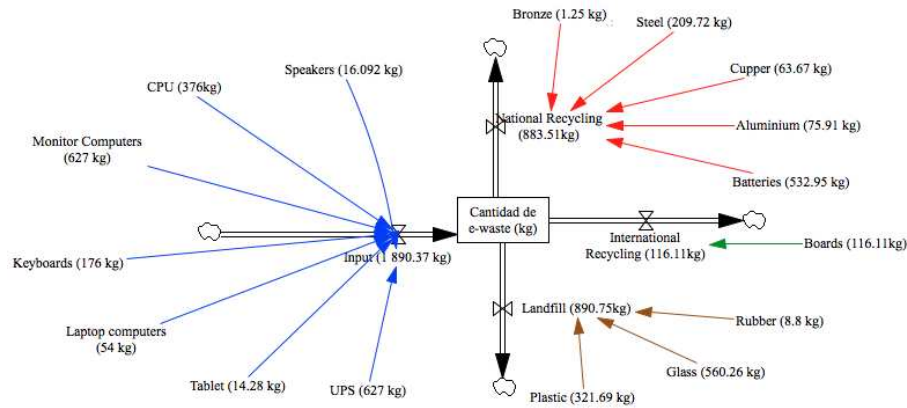 Bronze (1.25 kg)
Steel (209.72 kg)
Speakers (16.092 kg)
Cupper (63.67 kg)
CPU (376kg)
National Recycling
(883.51kg)
Aluminium (75.91 kg)
Monitor Computers
(627 kg)
Batteries (532.95 kg)
Cantidad de
e-waste (kg)
International
Recycling (116.11kg)
Boards (116.11kg)
Keyboards (176 kg)
Input (1 890.37 kg)
Landfill (890.75kg)
Rubber (8.8 kg)
Laptop computers
(54 kg)
Glass (560.26 kg)
Tablet (14.28 kg)
UPS (627 kg)
Plastic (321.69 kg)